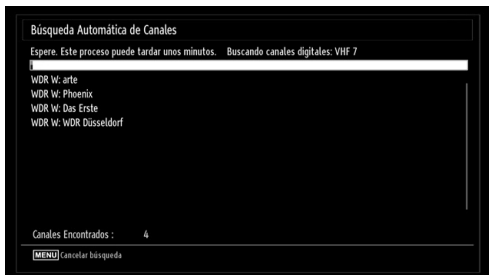 Búsqueda Automática de Canales
Espere. Este proceso puede tardar unos minutos. Buscando canales digitales: VHF 7
WDR W: arte
WDR W: Phoenix
WDR W: Das Erste
WDR W: WDR Düsseldorf
Canales Encontrados : 4
MENU Cancelar búsqueda